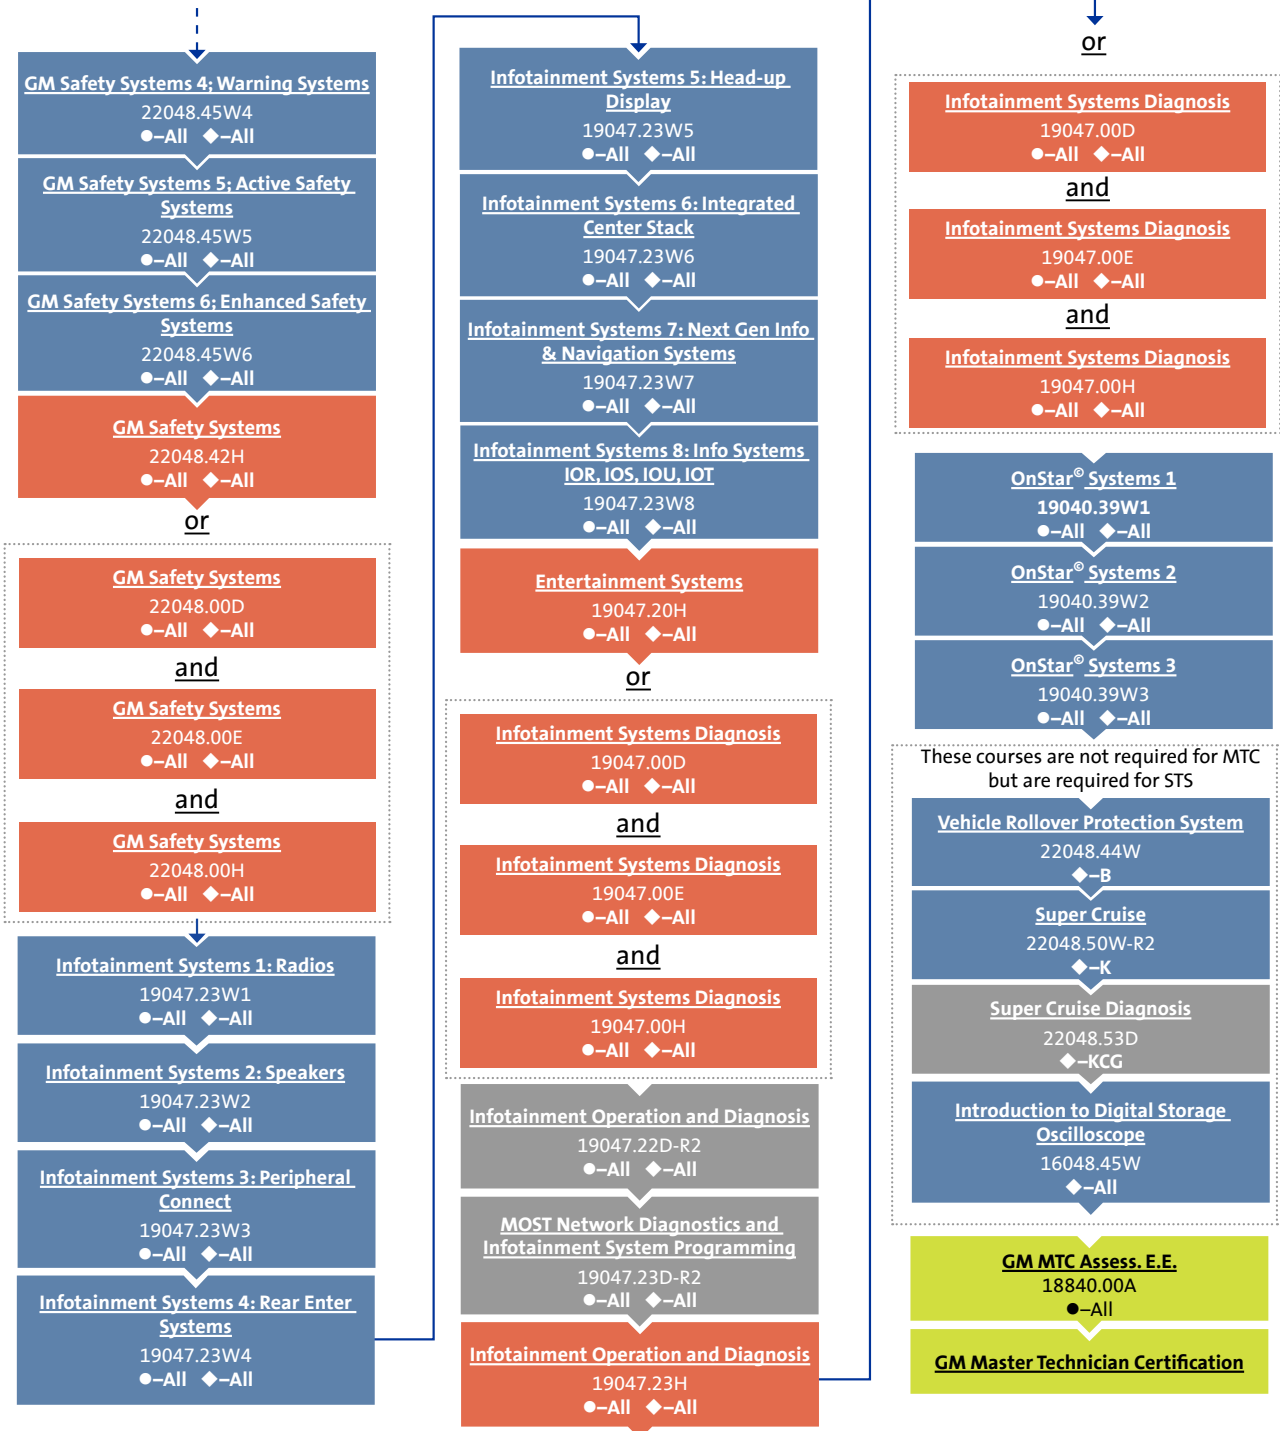 GM Safety Systems 4; Warning Systems
22048.45W4
●–All ◆–All
GM Safety Systems 5; Active Safety
Systems
22048.45W5
●–All ◆–All
GM Safety Systems 6; Enhanced Safety
Systems
22048.45W6
●–All ◆–All
GM Safety Systems
22048.42H
●–All ◆–All
or
GM Safety Systems
22048.00D
●–All ◆–All
and
GM Safety Systems
22048.00E
●–All ◆–All
and
GM Safety Systems
22048.00H
●–All ◆–All
Infotainment Systems 1: Radios
19047.23W1
●–All ◆–All
Infotainment Systems 2: Speakers
19047.23W2
●–All ◆–All
Infotainment Systems 3: Peripheral
Connect
19047.23W3
●–All ◆–All
Infotainment Systems 4: Rear Enter
Systems
19047.23W4
●–All ◆–All
Infotainment Systems 5: Head-up
Display
19047.23W5
●–All ◆–All
Infotainment Systems 6: Integrated
Center Stack
19047.23W6
●–All ◆–All
Infotainment Systems 7: Next Gen Info
& Navigation Systems
19047.23W7
●–All ◆–All
Infotainment Systems 8: Info Systems
IOR, IOS, IOU, IOT
19047.23W8
●–All ◆–All
Entertainment Systems
19047.20H
●–All ◆–All
or
Infotainment Systems Diagnosis
19047.00D
●–All ◆–All
and
Infotainment Systems Diagnosis
19047.00E
●–All ◆–All
and
Infotainment Systems Diagnosis
19047.00H
●–All ◆–All
Infotainment Operation and Diagnosis
19047.22D-R2
●–All ◆–All
MOST Network Diagnostics and
Infotainment System Programming
19047.23D-R2
●–All ◆–All
Infotainment Operation and Diagnosis
19047.23H
●–All ◆–All
or
Infotainment Systems Diagnosis
19047.00D
●–All ◆–All
and
Infotainment Systems Diagnosis
19047.00E
●–All ◆–All
and
Infotainment Systems Diagnosis
19047.00H
●–All ◆–All
OnStar© Systems 1
19040.39W1
●–All ◆–All
OnStar© Systems 2
19040.39W2
●–All ◆–All
OnStar© Systems 3
19040.39W3
●–All ◆–All
These courses are not required for MTC
but are required for STS
Vehicle Rollover Protection System
22048.44W
◆–B
Super Cruise
22048.50W-R2
◆–K
Super Cruise Diagnosis
22048.53D
◆–KCG
Introduction to Digital Storage
Oscilloscope
16048.45W
◆–All
GM MTC Assess. E.E.
18840.00A
●–All
GM Master Technician Certification